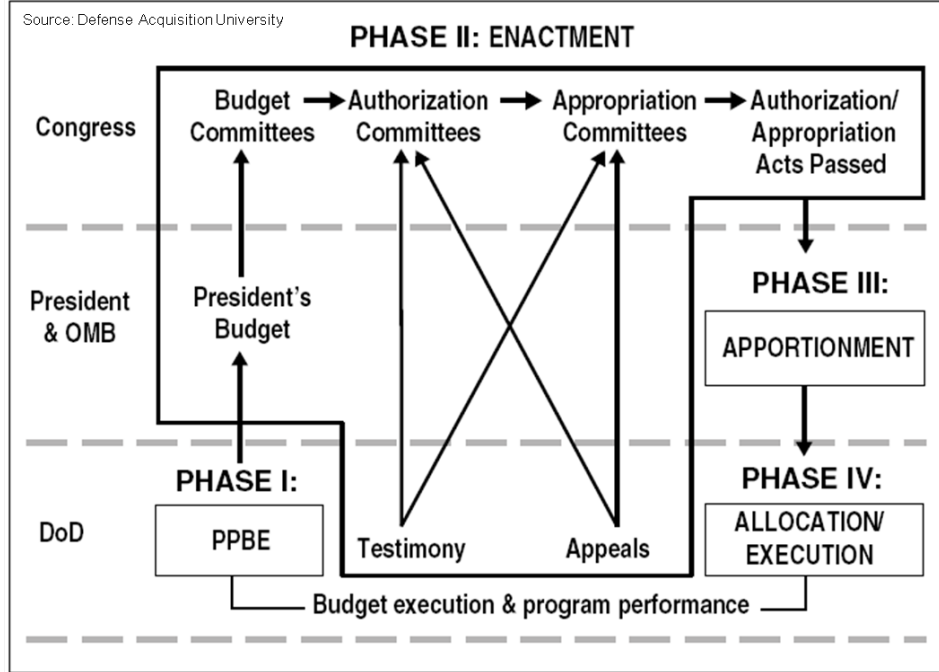 Source: Defense Acquisition University
PHASE II: ENACTMENT
Congress
Budget
Committees
Authorization
Committees
Appropriation
Committees
Authorization/
Appropriation
Acts Passed
President
& OMB
President's
Budget
PHASE III:
APPORTIONMENT
DoD
PHASE I:
PPBE
Testimony
Appeals
PHASE IV:
ALLOCATION/
EXECUTION
Budget execution & program performance